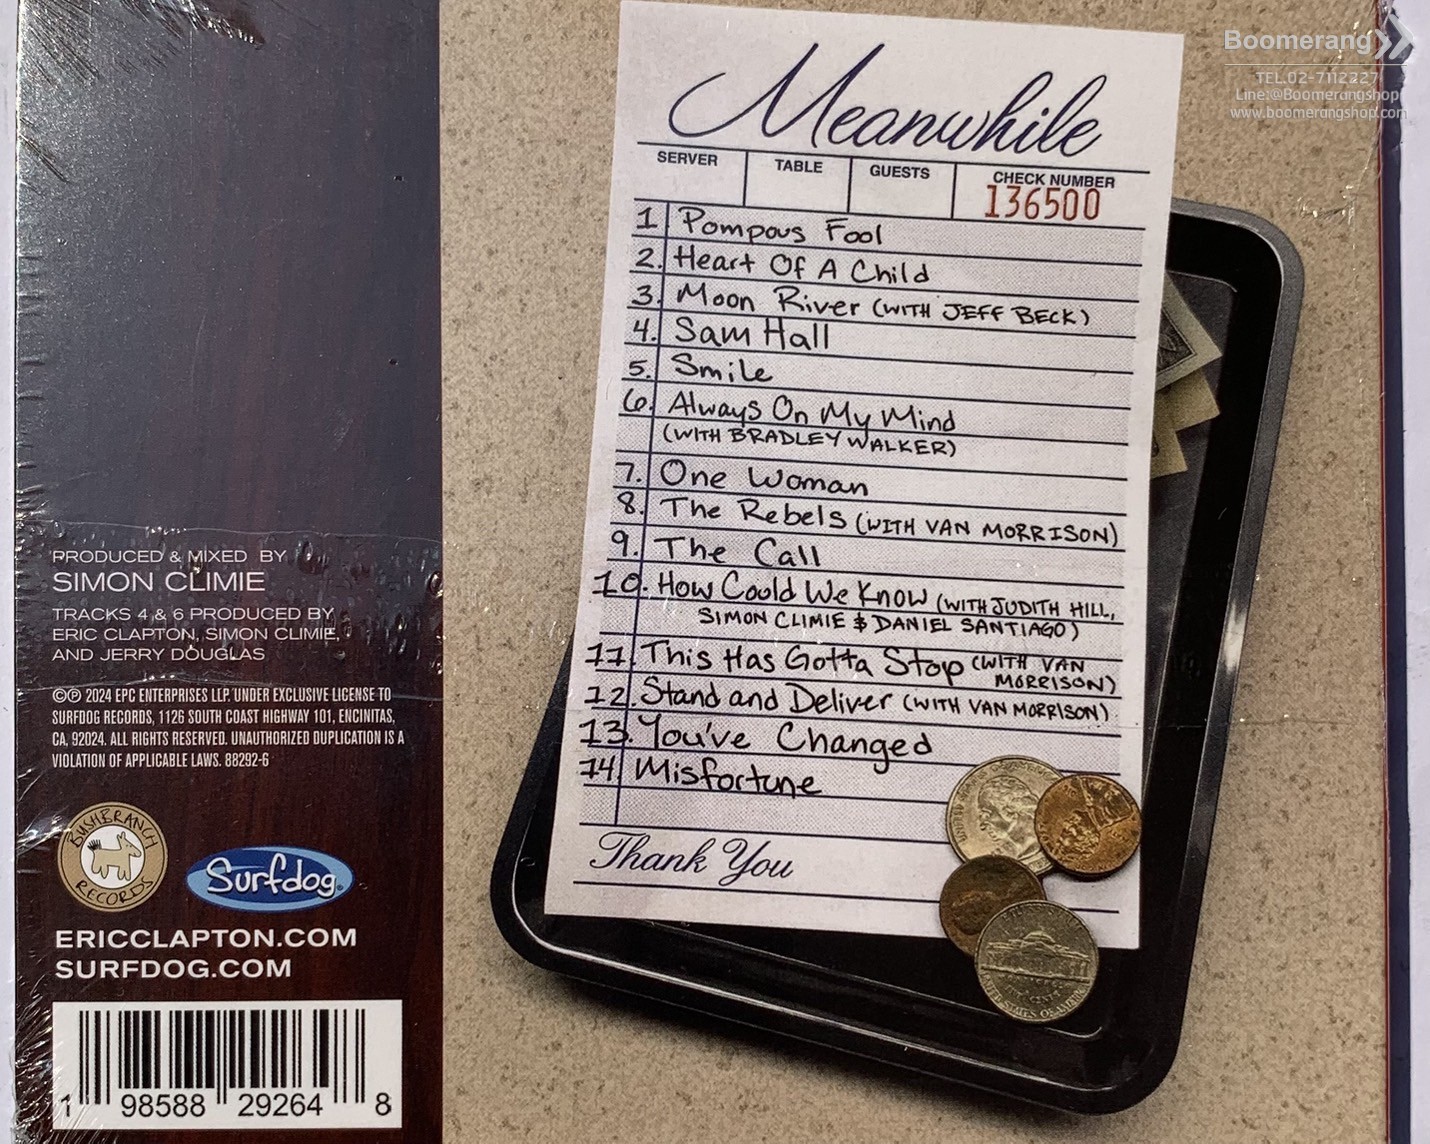 Boomerang
TEL.02-7112227
Line:@Boomerangshop
www.boomerangshop.com
Meanwhile
SERVER TABLE GUESTS CHECK NUMBER
136500
1 Pompous Fool
2. Heart Of A Child
3. Moon River (WITH JEFF BECK)
4. Sam Hall
5. Smile
6. Always On My Mind
(WITH BRADLEY WALKER)
7. One Woman
8. The Rebels (WITH VAN MORRISON)
9. The Call
10. How Could We Know (WITH JUDITH HILL,
SIMON CLIMIE & DANIEL SANTIAGO)
11. This Has Gotta Stop (WITH VAN
MORRISON)
12. Stand and Deliver (WITH VAN MORRISON)
13. You've Changed
14. Misfortune
Thank You
PRODUCED & MIXED BY
SIMON CLIMIE
TRACKS 4 & 6 PRODUCED BY
ERIC CLAPTON, SIMON CLIMIE,
AND JERRY DOUGLAS
©℗ 2024 EPC ENTERPRISES LLP UNDER EXCLUSIVE LICENSE TO
SURFDOG RECORDS, 1126 SOUTH COAST HIGHWAY 101, ENCINITAS,
CA, 92024. ALL RIGHTS RESERVED. UNAUTHORIZED DUPLICATION IS A
VIOLATION OF APPLICABLE LAWS. 88292-6
BUSHBRANCH
RECORDS
Surfdog
ERICCLAPTON.COM
SURFDOG.COM
1 98588 29264 8